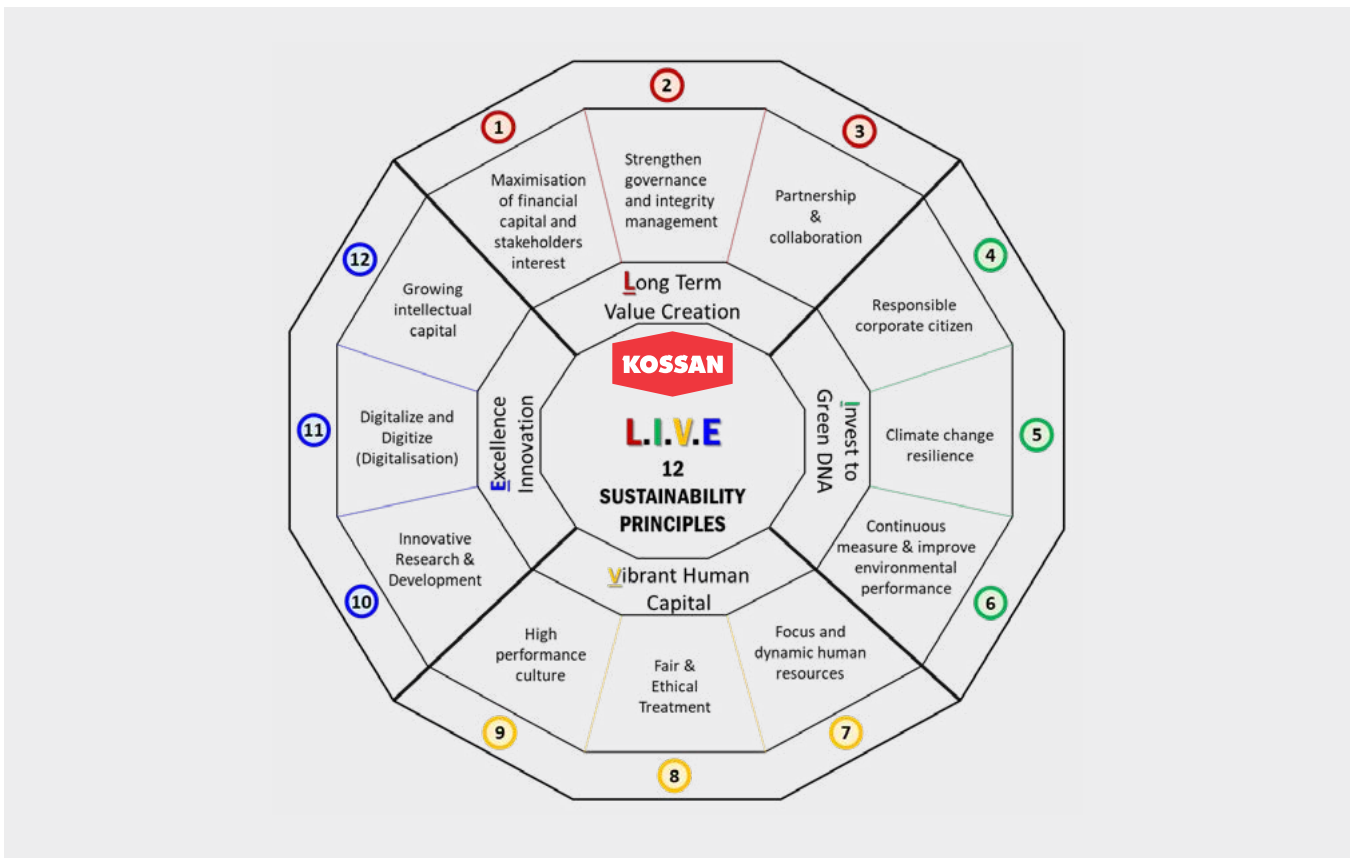 KOSSAN
L.I.V.E
12
SUSTAINABILITY
PRINCIPLES
Long Term
Value Creation
1
Maximisation
of financial
capital and
stakeholders
interest
2
Strengthen
governance
and integrity
management
3
Partnership
&
collaboration
Invest to
Green DNA
4
Responsible
corporate citizen
5
Climate change
resilience
6
Continuous
measure & improve
environmental
performance
Vibrant Human
Capital
7
Focus and
dynamic human
resources
8
Fair &
Ethical
Treatment
9
High
performance
culture
Excellence
Innovation
10
Innovative
Research &
Development
11
Digitalize and
Digitize
(Digitalisation)
12
Growing
intellectual
capital